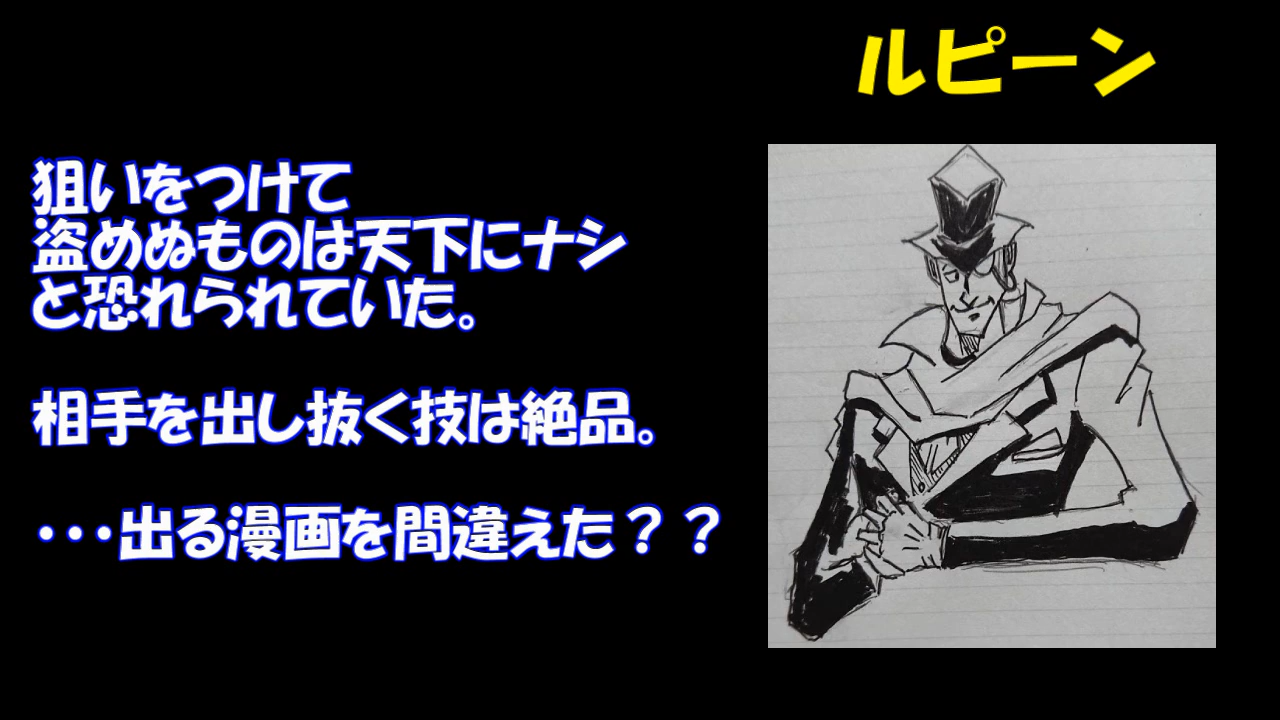 ルピーン
狙いをつけて
盗めぬものは天下にナシ
と恐れられていた。
相手を出し抜く技は絶品。
・・・出る漫画を間違えた？？